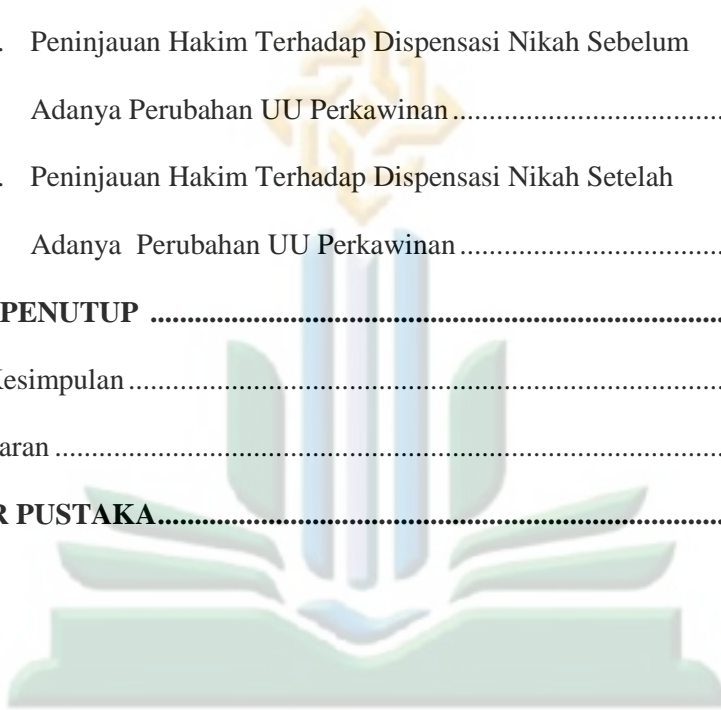 . Peninjauan Hakim Terhadap Dispensasi Nikah Sebelum
Adanya Perubahan UU Perkawinan ....................................
. Peninjauan Hakim Terhadap Dispensasi Nikah Setelah
Adanya Perubahan UU Perkawinan ...................................
PENUTUP ...........................................................................
Kesimpulan ..............................................................................
aran .........................................................................................
R PUSTAKA.........................................................................